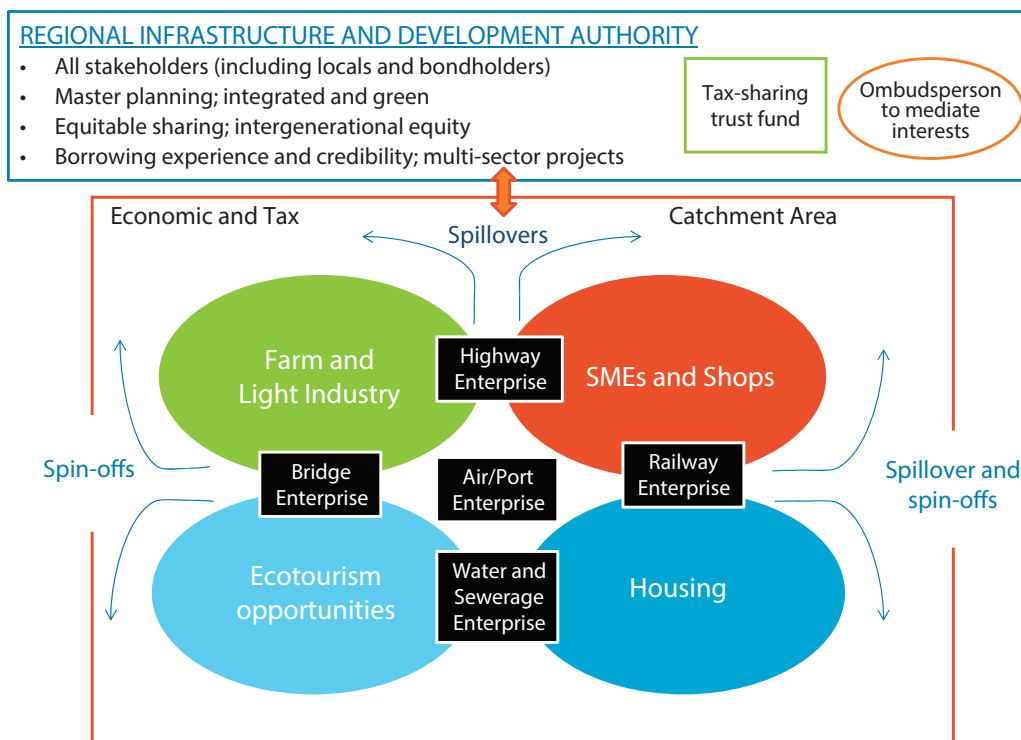 REGIONAL INFRASTRUCTURE AND DEVELOPMENT AUTHORITY
• All stakeholders (including locals and bondholders)
• Master planning; integrated and green
• Equitable sharing; intergenerational equity
• Borrowing experience and credibility; multi-sector projects
Tax-sharing
trust fund
Ombudsperson
to mediate
interests
Economic and Tax
Catchment Area
Spillovers
Farm and
Light Industry
Highway
Enterprise
SMEs and Shops
Spin-offs
Bridge
Enterprise
Air/Port
Enterprise
Railway
Enterprise
Spillover and
spin-offs
Ecotourism
opportunities
Water and
Sewerage
Enterprise
Housing